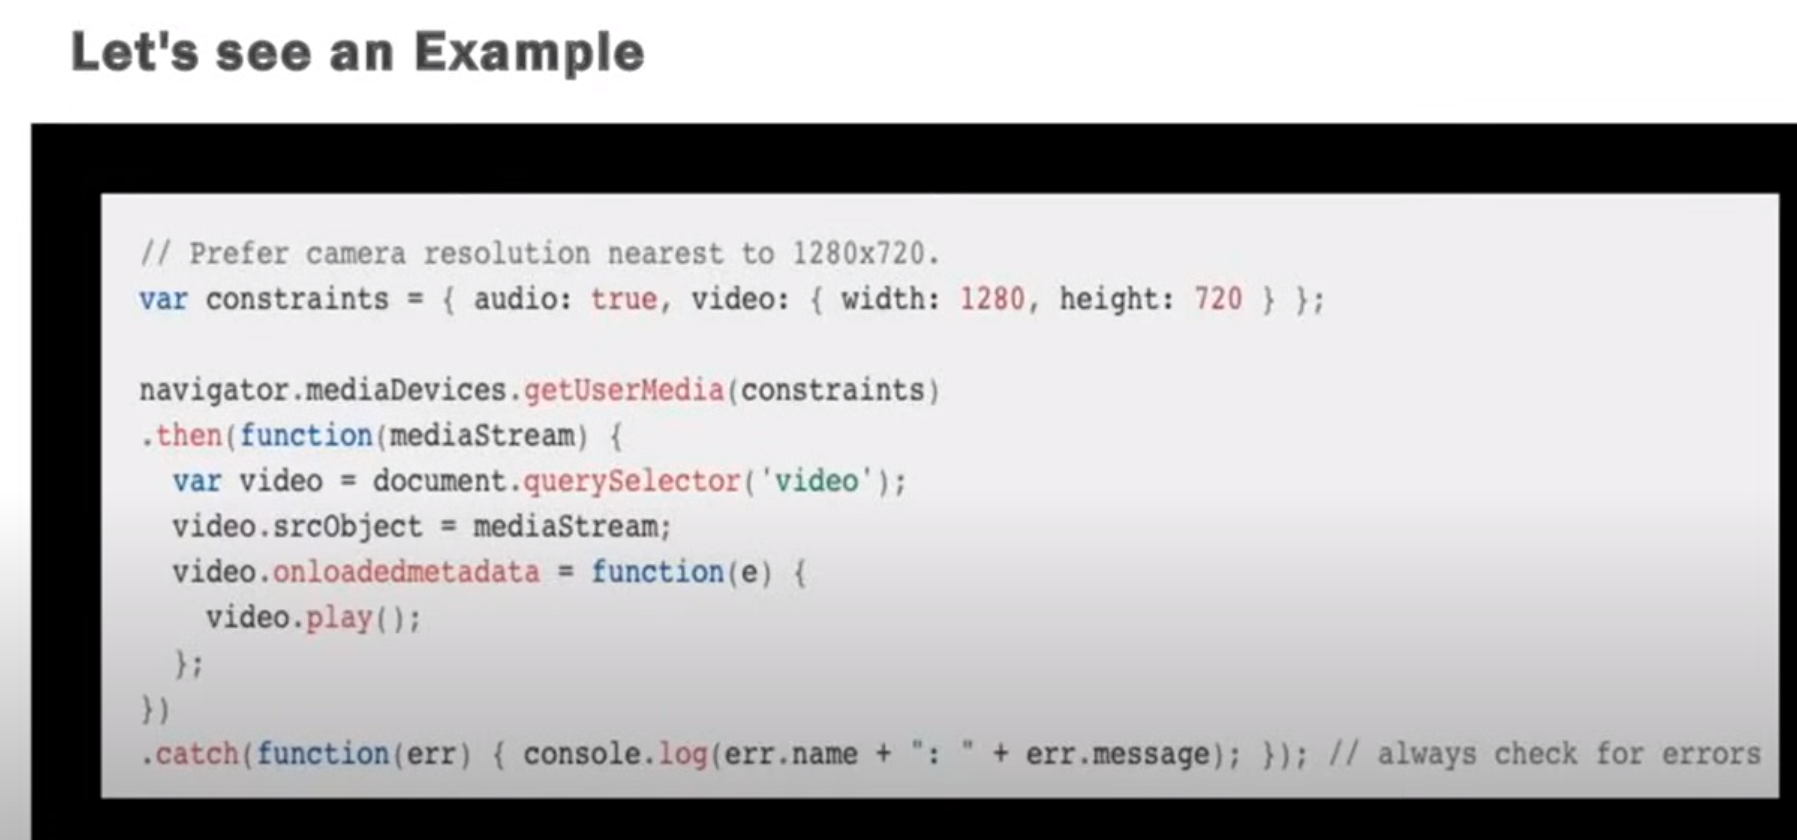 Let's see an Example
// Prefer camera resolution nearest to 1280x720.
var constraints = { audio: true, video: { width: 1280, height: 720 } };
navigator.mediaDevices.getUserMedia(constraints)
.then(function(mediaStream) {
  var video = document.querySelector('video');
  video.srcObject = mediaStream;
  video.onloadedmetadata = function(e) {
    video.play();
  };
})
.catch(function(err) { console.log(err.name + ": " + err.message); }); // always check for errors